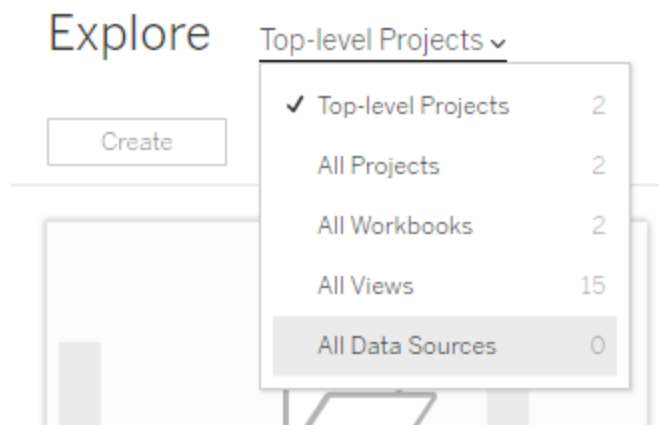 Explore Top-level Projects
Top-level Projects 2
Create
All Projects 2
All Workbooks 2
All Views 15
All Data Sources 0